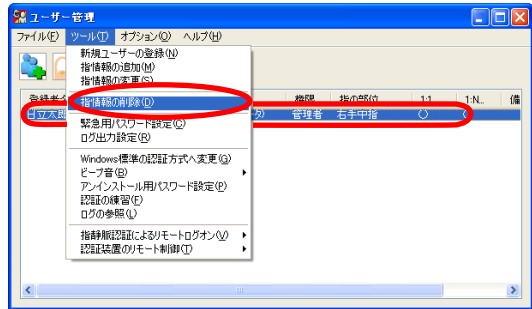 ユーザー管理
ファイル(F) ツール(T) オプション(O) ヘルプ(H)
新規ユーザーの登録(N)
指情報の追加(M)
指情報の変更(S)
指情報の削除(D)
緊急用パスワード設定(C)
ログ出力設定(R)
Windows標準の認証方式へ変更(G)
ビープ音(B)
アンインストール用パスワード設定(P)
認証の練習(E)
ログの参照(L)
指静脈認証によるリモートログオン(V)
認証装置のリモート制御(T)
権限 指の部位 1:1 1:N... 備
日立太郎 管理者 右手中指 ○ ○